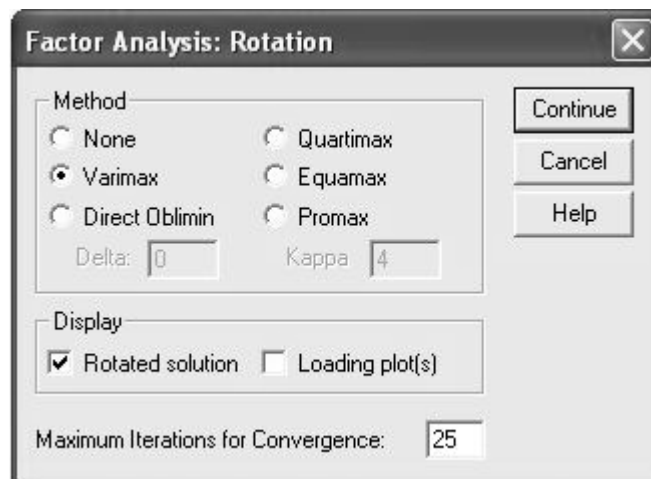 Factor Analysis: Rotation
Method
None
Quartimax
Varimax
Equamax
Direct Oblimin
Promax
Delta: 0
Kappa 4
Continue
Cancel
Help
Display
Rotated solution
Loading plot(s)
Maximum Iterations for Convergence: 25